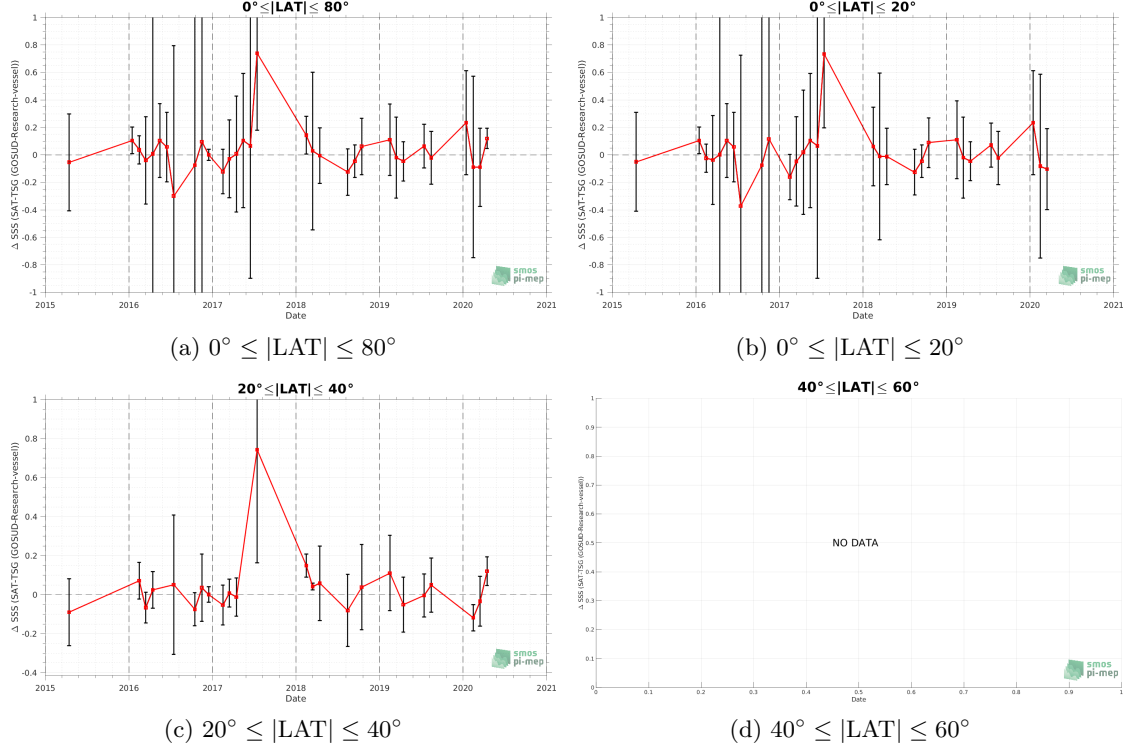 0°≤|LAT|≤ 80°
Δ SSS (SAT-TSG (GOSUD-Research-vessel))
1
0.8
0.6
0.4
0.2
0
-0.2
-0.4
-0.6
-0.8
-1
2015 2016 2017 2018 2019 2020 2021
Date
smos
pi-mep
(a) 0° ≤ |LAT| ≤ 80°
0°≤|LAT|≤ 20°
Δ SSS (SAT-TSG (GOSUD-Research-vessel))
1
0.8
0.6
0.4
0.2
0
-0.2
-0.4
-0.6
-0.8
-1
2015 2016 2017 2018 2019 2020 2021
Date
smos
pi-mep
(b) 0° ≤ |LAT| ≤ 20°
20°≤|LAT|≤ 40°
Δ SSS (SAT-TSG (GOSUD-Research-vessel))
1
0.8
0.6
0.4
0.2
0
-0.2
-0.4
2015 2016 2017 2018 2019 2020 2021
Date
smos
pi-mep
(c) 20° ≤ |LAT| ≤ 40°
40°≤|LAT|≤ 60°
Δ SSS (SAT-TSG (GOSUD-Research-vessel))
1
0.9
0.8
0.7
0.6
0.5
0.4
0.3
0.2
0.1
0
NO DATA
0 0.1 0.2 0.3 0.4 0.5 0.6 0.7 0.8 0.9 1
Date
smos
pi-mep
(d) 40° ≤ |LAT| ≤ 60°